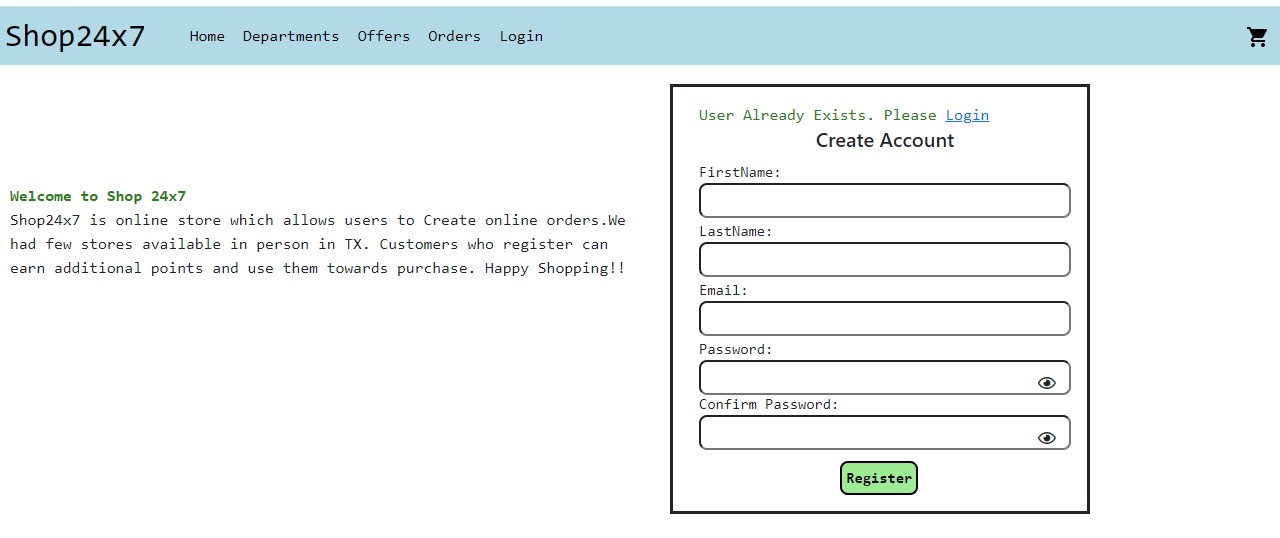 Shop24x7 Home Departments Offers Orders Login
Welcome to Shop 24x7
Shop24x7 is online store which allows users to Create online orders.We
had few stores available in person in TX. Customers who register can
earn additional points and use them towards purchase. Happy Shopping!!
User Already Exists. Please Login
Create Account
FirstName:
LastName:
Email:
Password:
Confirm Password:
Register